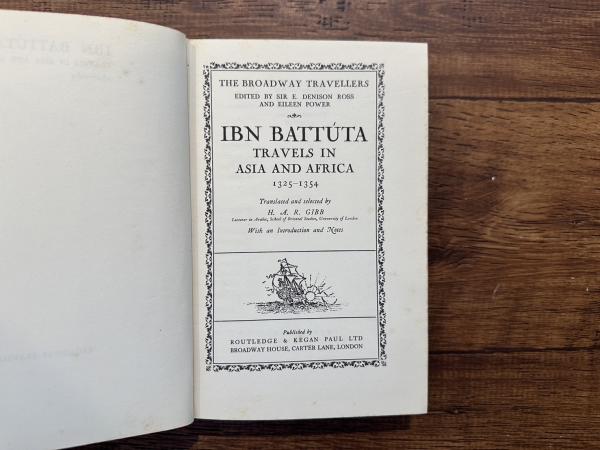 THE BROADWAY TRAVELLERS
EDITED BY SIR E. DENISON ROSS
AND EILEEN POWER
IBN BATTÚTA
TRAVELS IN
ASIA AND AFRICA
1325–1354
Translated and selected by
H. A. R. GIBB
Lecturer in Arabic, School of Oriental Studies, University of London
With an Introduction and Notes
Published by
ROUTLEDGE & KEGAN PAUL LTD
BROADWAY HOUSE, CARTER LANE, LONDON